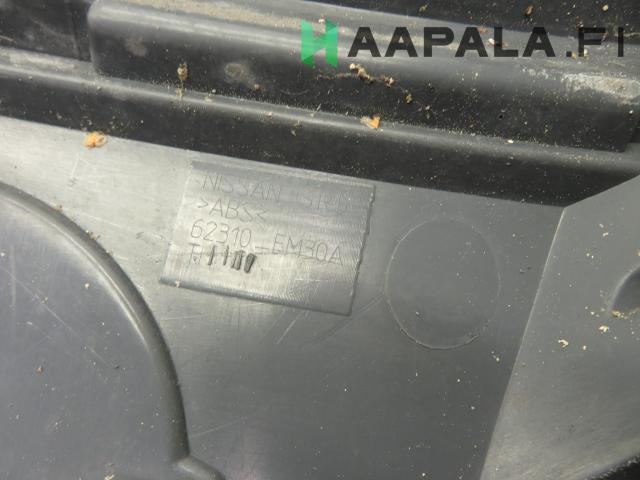 HAAPALA.FI
NISSAN
>ABS<
62310-EM30A